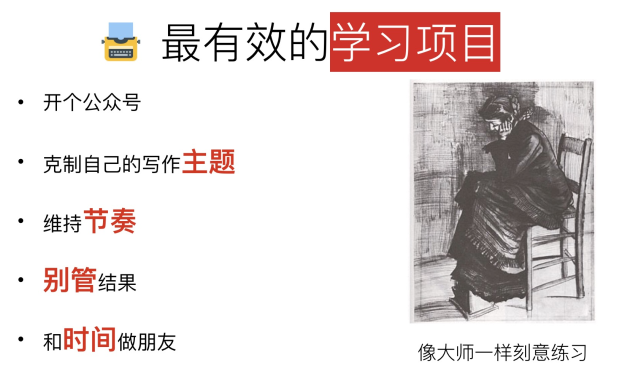 最有效的学习项目
• 开个公众号
• 克制自己的写作主题
• 维持节奏
• 别管结果
• 和时间做朋友
像大师一样刻意练习